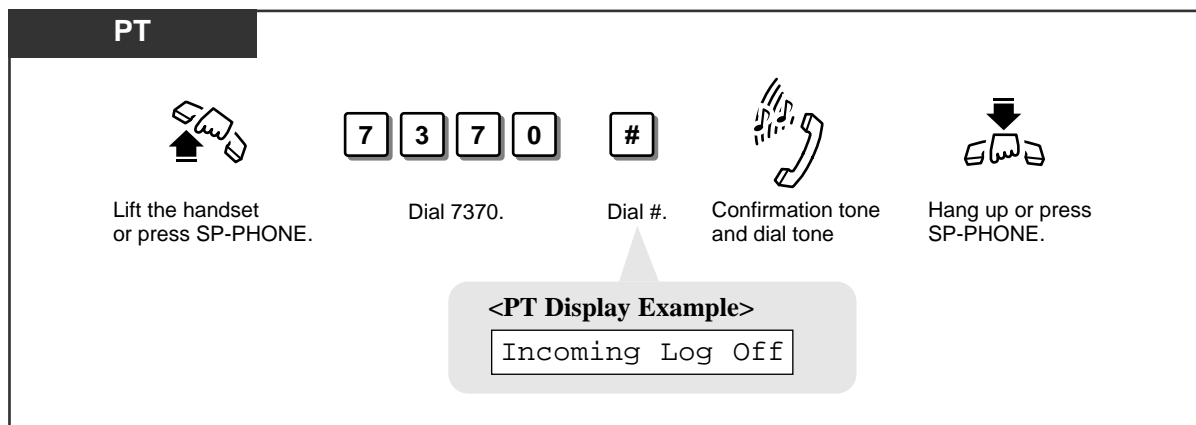 PT
7 3 7 0 #
Lift the handset
or press SP-PHONE.
Dial 7370.
Dial #.
Confirmation tone
and dial tone
Hang up or press
SP-PHONE.
<PT Display Example>
Incoming Log Off